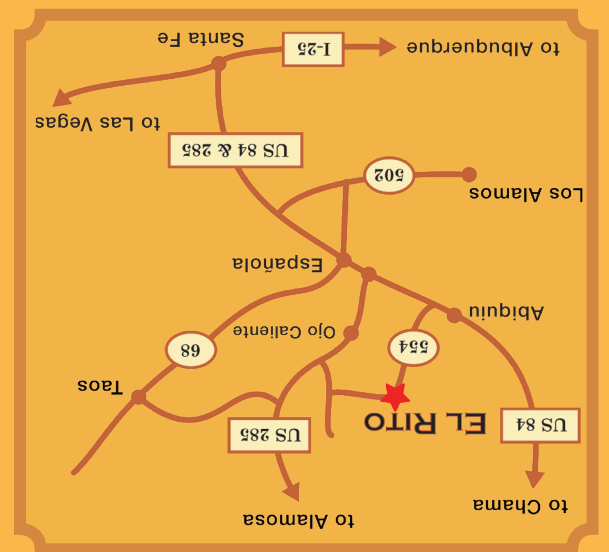 to Alamosa
to Chama
US 84
US 285
EL RITO
Taos
554
68
Ojo Caliente
Abiquiu
Española
Los Alamos
502
US 84 & 285
to Las Vegas
to Albuquerque
I-25
Santa Fe